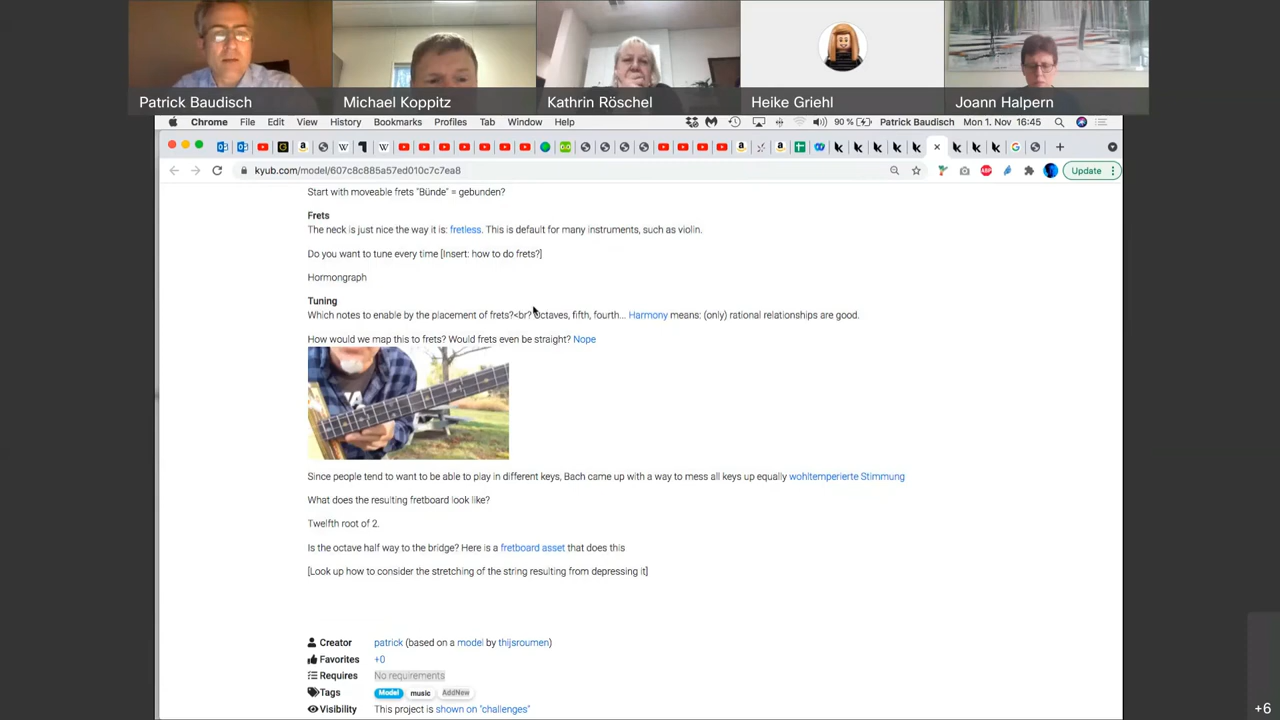 Patrick Baudisch
Michael Koppitz
Kathrin Röschel
Heike Griehl
Joann Halpern
Chrome File Edit View History Bookmarks Profiles Tab Window Help 90 % Patrick Baudisch Mon 1. Nov 16:45
kyub.com/model/607c8c885a57ed010c7c7ea8 Update
Start with moveable frets "Bünde" = gebunden?
Frets
The neck is just nice the way it is: fretless. This is default for many instruments, such as violin.
Do you want to tune every time [Insert: how to do frets?]
Hormongraph
Tuning
Which notes to enable by the placement of frets?<br? Octaves, fifth, fourth... Harmony means: (only) rational relationships are good.
How would we map this to frets? Would frets even be straight? Nope
Since people tend to want to be able to play in different keys, Bach came up with a way to mess all keys up equally wohltemperierte Stimmung
What does the resulting fretboard look like?
Twelfth root of 2.
Is the octave half way to the bridge? Here is a fretboard asset that does this
[Look up how to consider the stretching of the string resulting from depressing it]
Creator patrick (based on a model by thijsroumen)
Favorites +0
Requires No requirements
Tags Model music AddNew
Visibility This project is shown on "challenges"
+6